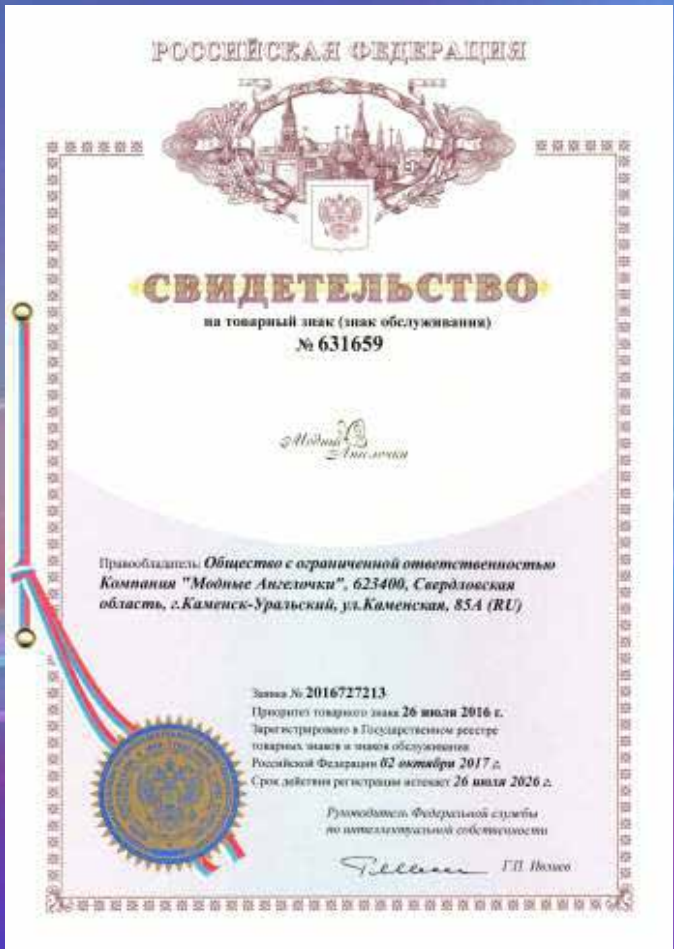 РОССИЙСКАЯ ФЕДЕРАЦИЯ
СВИДЕТЕЛЬСТВО
на товарный знак (знак обслуживания)
№ 631659
Модные
Ангелочки
Правообладатель: Общество с ограниченной ответственностью
Компания "Модные Ангелочки", 623400, Свердловская
область, г.Каменск-Уральский, ул.Каменская, 85А (RU)
Заявка № 2016727213
Приоритет товарного знака 26 июля 2016 г.
Зарегистрировано в Государственном реестре
товарных знаков и знаков обслуживания
Российской Федерации 02 октября 2017 г.
Срок действия регистрации истекает 26 июля 2026 г.
Руководитель Федеральной службы
по интеллектуальной собственности
Г.П. Ивлиев